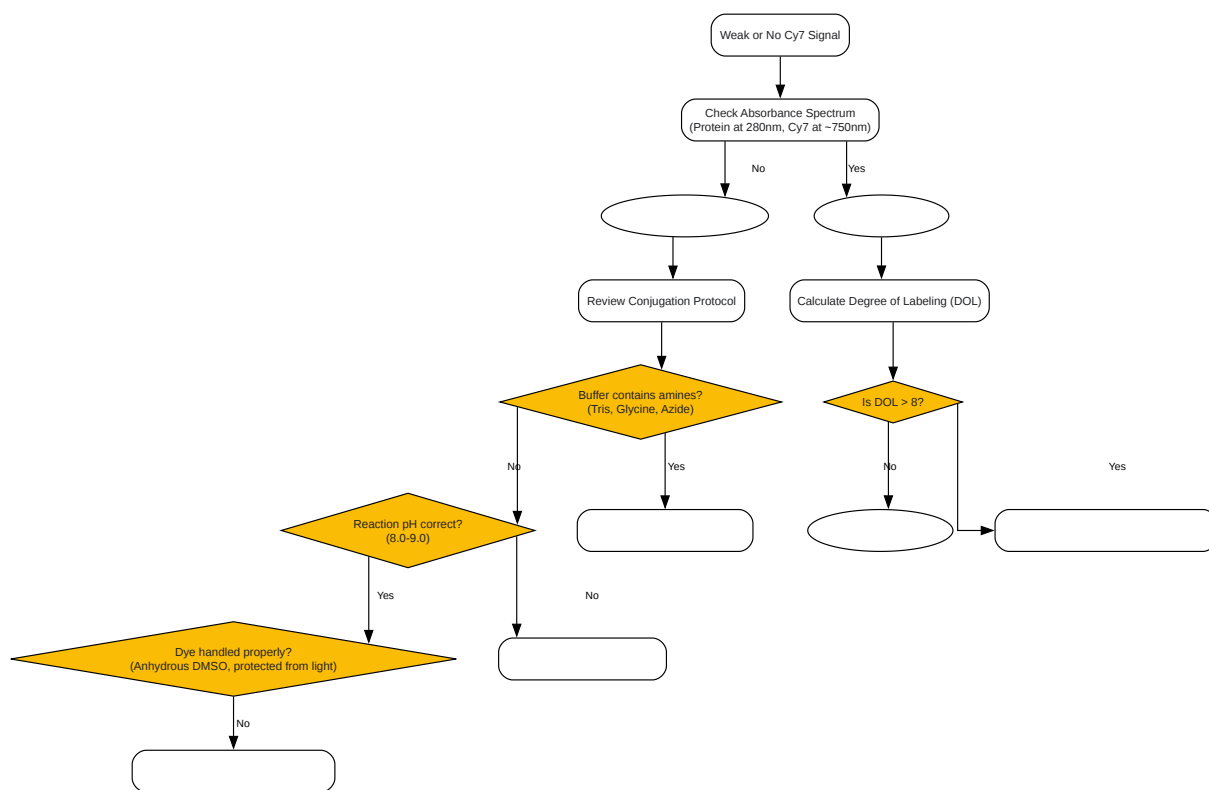 Weak or No Cy7 Signal
Check Absorbance Spectrum
(Protein at 280nm, Cy7 at ~750nm)
No
Yes
Review Conjugation Protocol
Calculate Degree of Labeling (DOL)
Buffer contains amines?
(Tris, Glycine, Azide)
Is DOL > 8?
No
Yes
No
Yes
Reaction pH correct?
(8.0-9.0)
Yes
No
Dye handled properly?
(Anhydrous DMSO, protected from light)
No